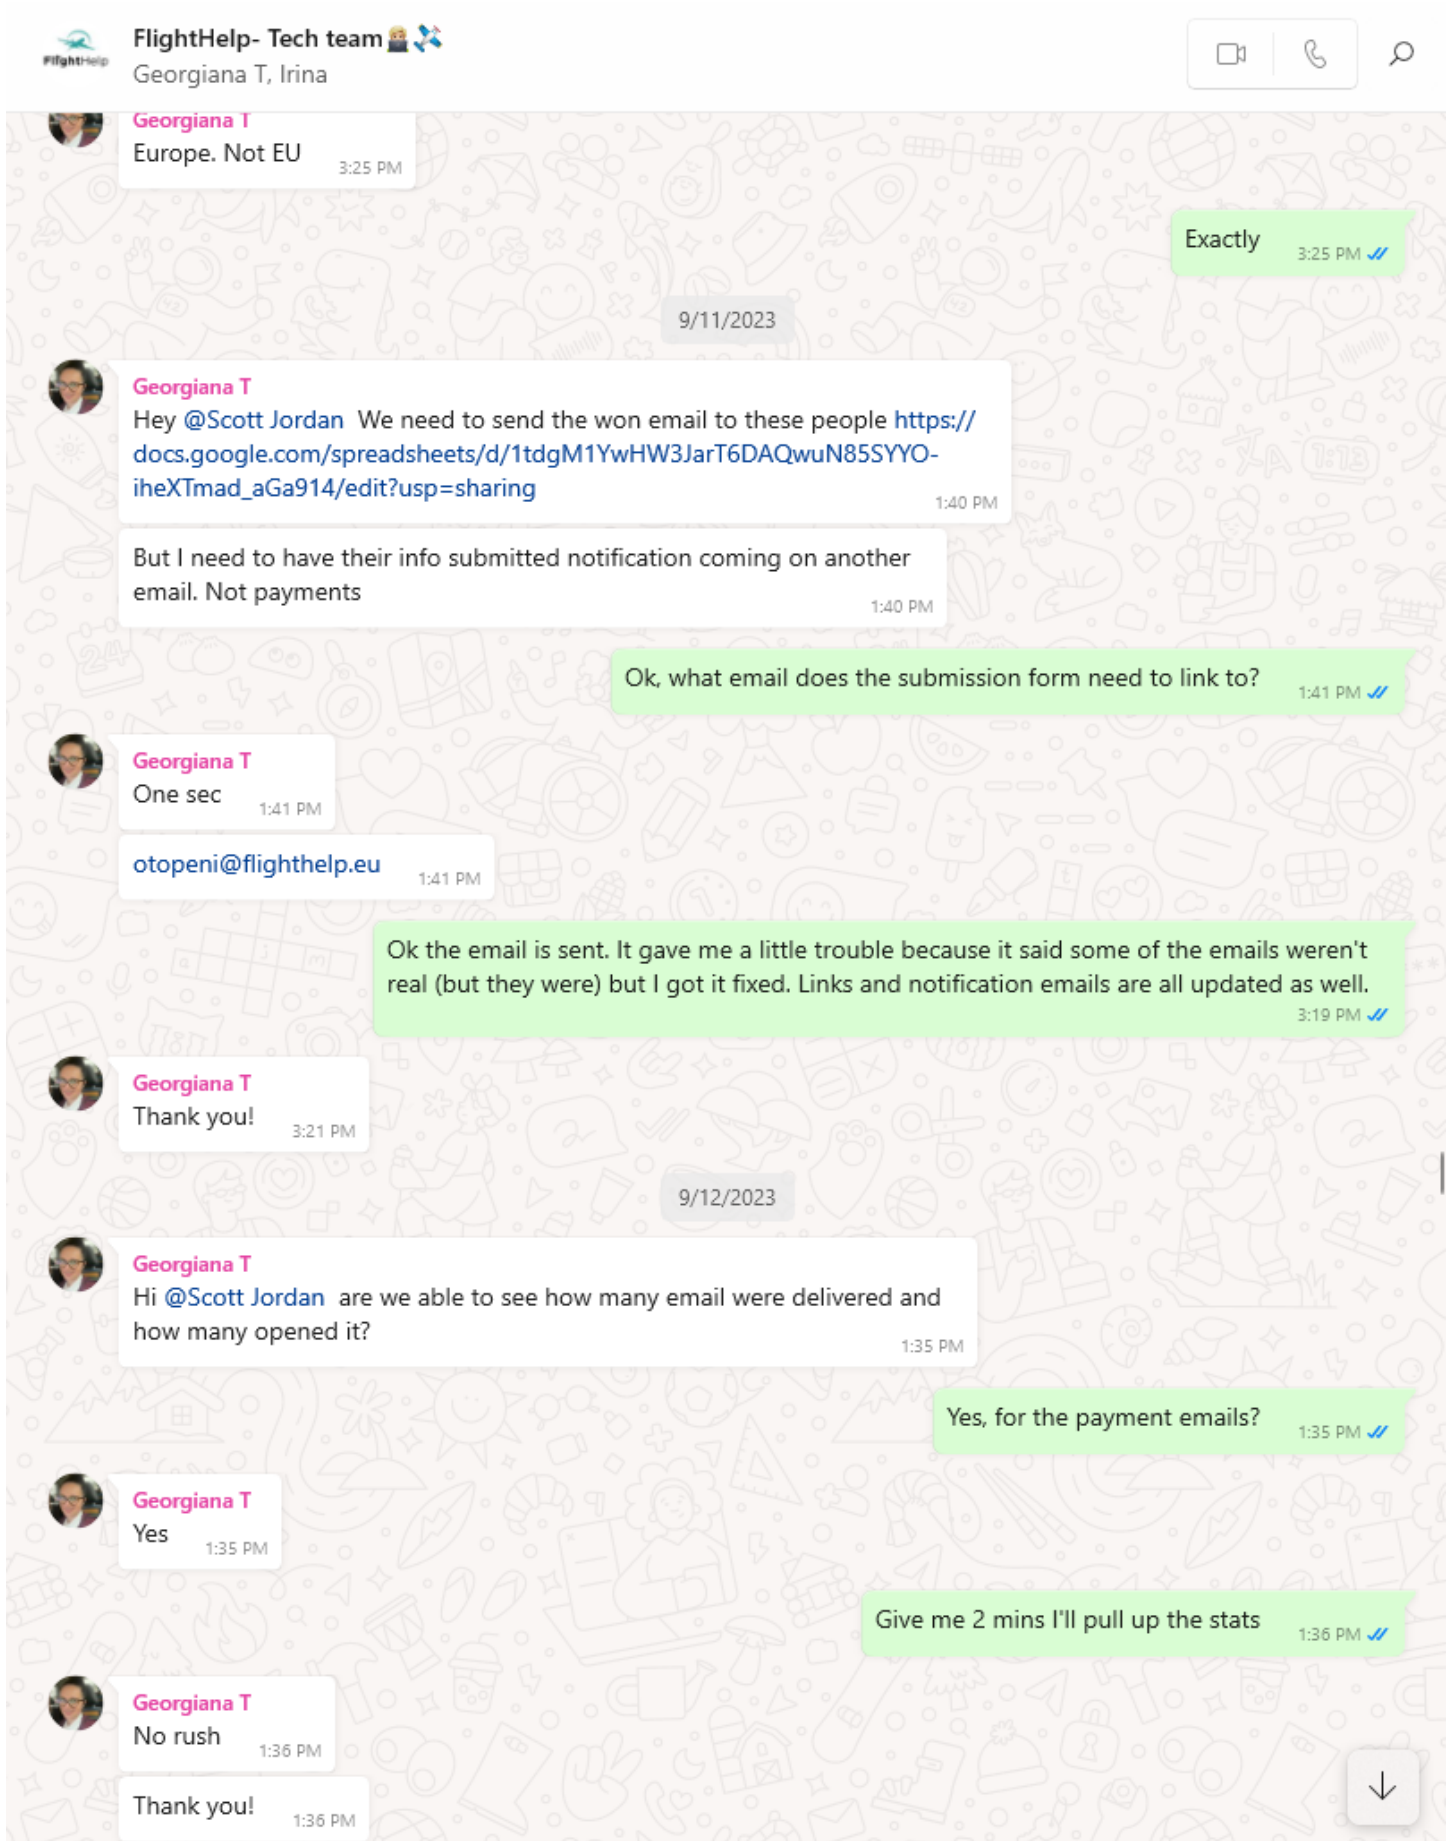 FlightHelp- Tech team
FlightHelp
Georgiana T, Irina
Georgiana T
Europe. Not EU
3:25 PM
Exactly
3:25 PM
9/11/2023
Georgiana T
Hey @Scott Jordan We need to send the won email to these people https://
docs.google.com/spreadsheets/d/1tdgM1YwHW3JarT6DAQwuN85SYYO-
iheXTmad_aGa914/edit?usp=sharing
1:40 PM
But I need to have their info submitted notification coming on another
email. Not payments
1:40 PM
Ok, what email does the submission form need to link to?
1:41 PM
Georgiana T
One sec
1:41 PM
otopeni@flighthelp.eu
1:41 PM
Ok the email is sent. It gave me a little trouble because it said some of the emails weren't
real (but they were) but I got it fixed. Links and notification emails are all updated as well.
3:19 PM
Georgiana T
Thank you!
3:21 PM
9/12/2023
Georgiana T
Hi @Scott Jordan are we able to see how many email were delivered and
how many opened it?
1:35 PM
Yes, for the payment emails?
1:35 PM
Georgiana T
Yes
1:35 PM
Give me 2 mins I'll pull up the stats
1:36 PM
Georgiana T
No rush
1:36 PM
Thank you!
1:36 PM